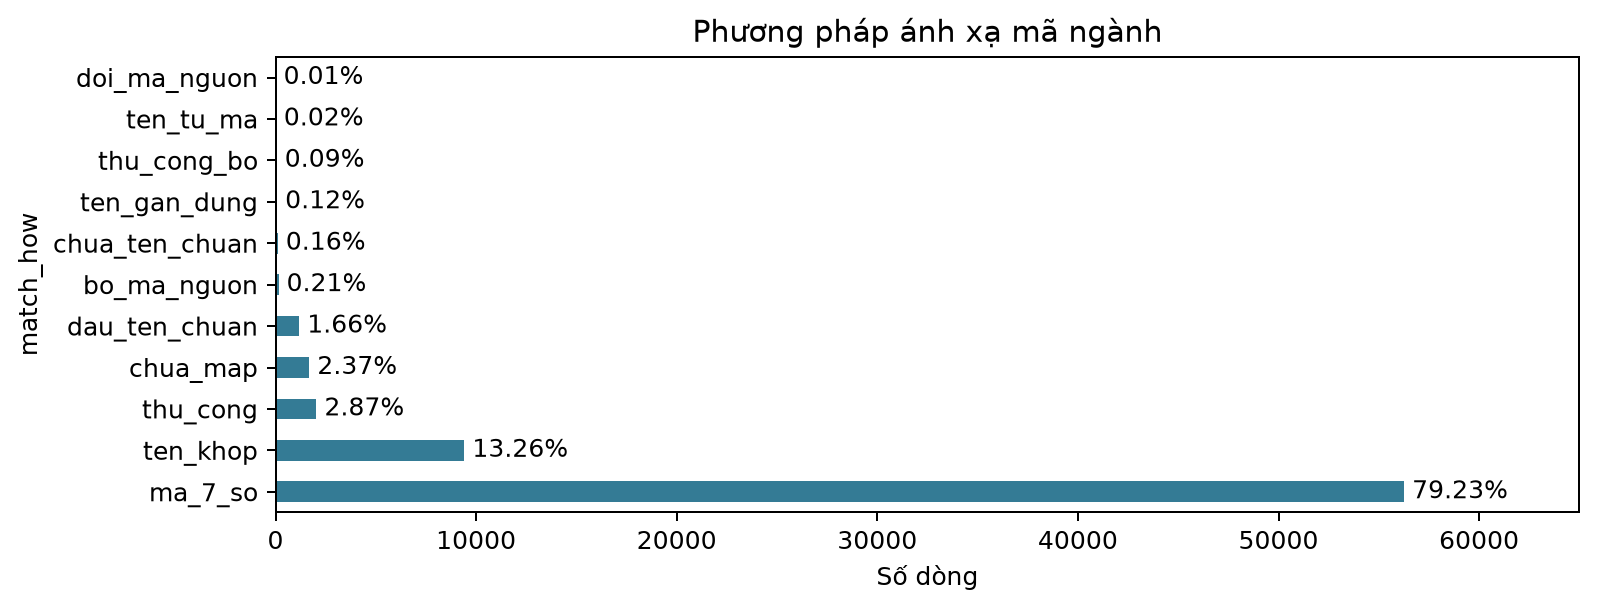 Phương pháp ánh xạ mã ngành
doi_ma_nguon 0.01%
ten_tu_ma 0.02%
thu_cong_bo 0.09%
ten_gan_dung 0.12%
chua_ten_chuan 0.16%
bo_ma_nguon 0.21%
dau_ten_chuan 1.66%
chua_map 2.37%
thu_cong 2.87%
ten_khop 13.26%
ma_7_so 79.23%
match_how
0 10000 20000 30000 40000 50000 60000
Số dòng